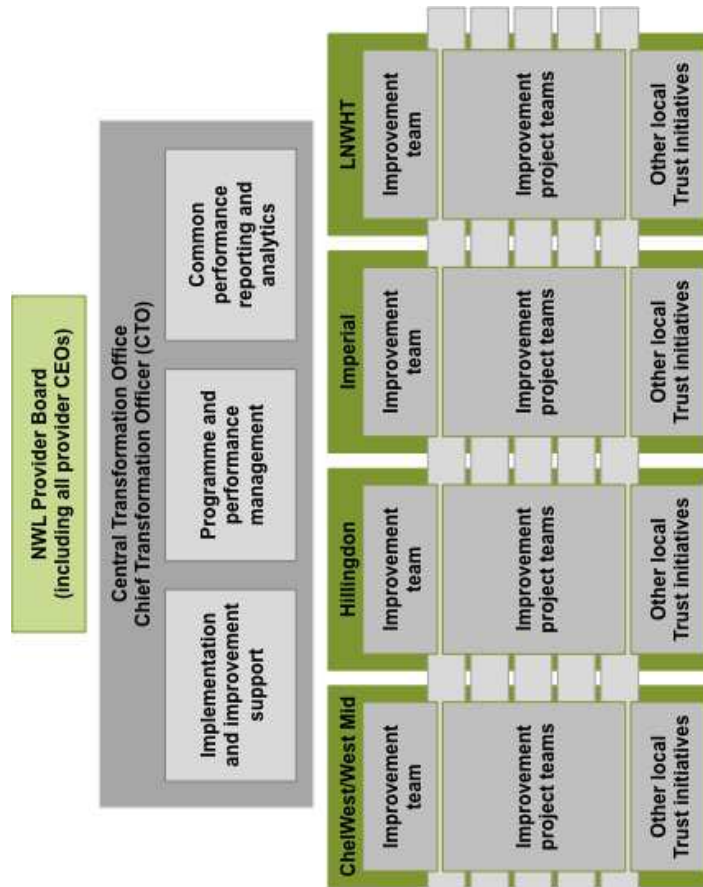 NWL Provider Board
(including all provider CEOs)
Central Transformation Office
Chief Transformation Officer (CTO)
Implementation
and improvement
support
Programme and
performance
management
Common
performance
reporting and
analytics
ChelWest/West Mid
Improvement
team
Improvement
project teams
Other local
Trust initiatives
Hillingdon
Improvement
team
Improvement
project teams
Other local
Trust initiatives
Imperial
Improvement
team
Improvement
project teams
Other local
Trust initiatives
LNWHT
Improvement
team
Improvement
project teams
Other local
Trust initiatives